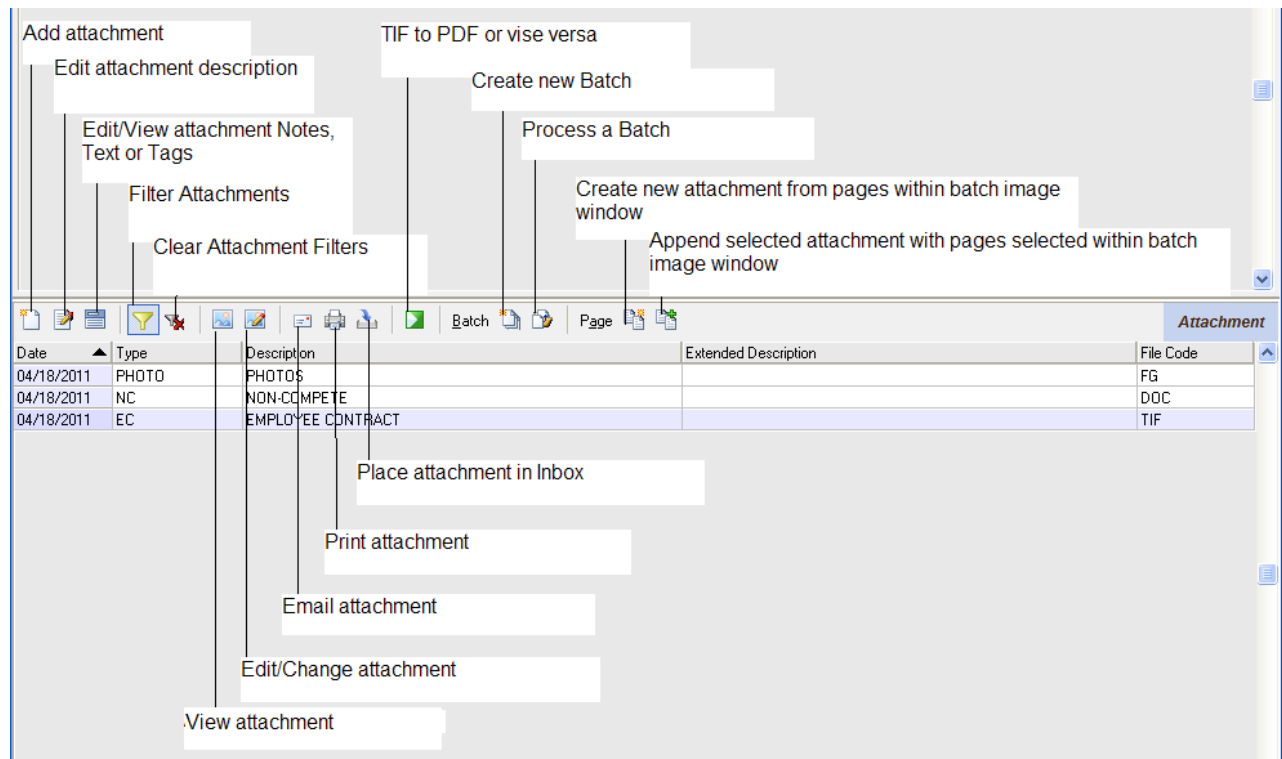 Add attachment
TIF to PDF or vise versa
Edit attachment description
Create new Batch
Edit/View attachment Notes,
Text or Tags
Process a Batch
Filter Attachments
Create new attachment from pages within batch image
window
Clear Attachment Filters
Append selected attachment with pages selected within batch
image window
Batch Page Attachment
Date Type Description Extended Description File Code
04/18/2011 PHOTO PHOTOS FG
04/18/2011 NC NON-COMPETE DOC
04/18/2011 EC EMPLOYEE CONTRACT TIF
Place attachment in Inbox
Print attachment
Email attachment
Edit/Change attachment
View attachment